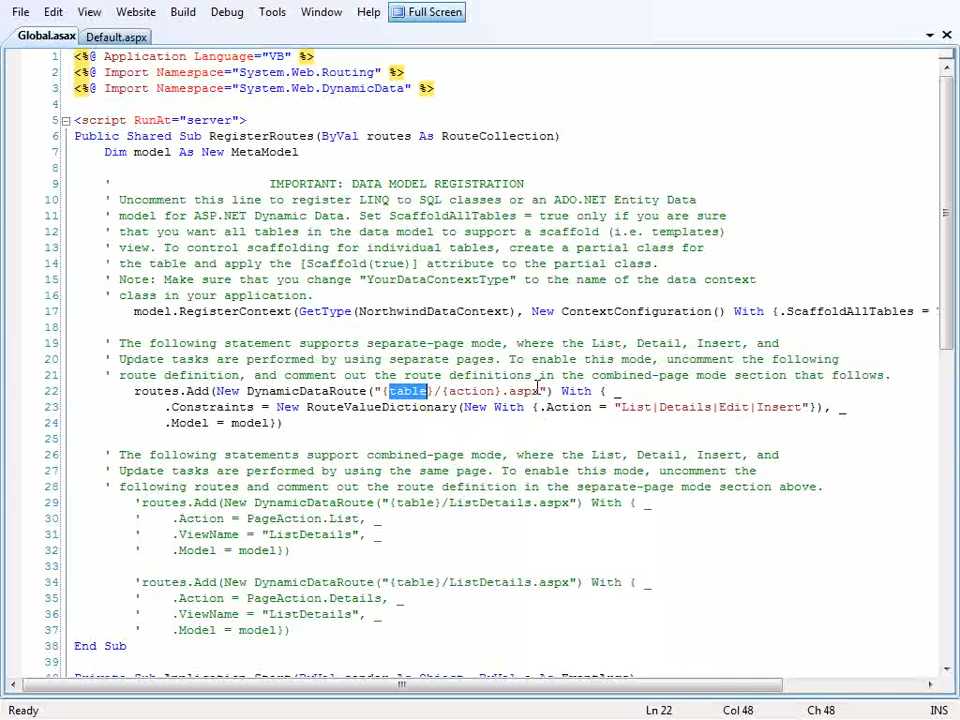 File Edit View Website Build Debug Tools Window Help Full Screen
Global.asax Default.aspx
1 <%@ Application Language="VB" %>
2 <%@ Import Namespace="System.Web.Routing" %>
3 <%@ Import Namespace="System.Web.DynamicData" %>
4
5 <script RunAt="server">
6 Public Shared Sub RegisterRoutes(ByVal routes As RouteCollection)
7 Dim model As New MetaModel
8
9 ' IMPORTANT: DATA MODEL REGISTRATION
10 ' Uncomment this line to register LINQ to SQL classes or an ADO.NET Entity Data
11 ' model for ASP.NET Dynamic Data. Set ScaffoldAllTables = true only if you are sure
12 ' that you want all tables in the data model to support a scaffold (i.e. templates)
13 ' view. To control scaffolding for individual tables, create a partial class for
14 ' the table and apply the [Scaffold(true)] attribute to the partial class.
15 ' Note: Make sure that you change "YourDataContextType" to the name of the data context
16 ' class in your application.
17 model.RegisterContext(GetType(NorthwindDataContext), New ContextConfiguration() With {.ScaffoldAllTables =
18
19 ' The following statement supports separate-page mode, where the List, Detail, Insert, and
20 ' Update tasks are performed by using separate pages. To enable this mode, uncomment the following
21 ' route definition, and comment out the route definitions in the combined-page mode section that follows.
22 routes.Add(New DynamicDataRoute("{table}/{action}.aspx") With { _
23 .Constraints = New RouteValueDictionary(New With {.Action = "List|Details|Edit|Insert"}), _
24 .Model = model})
25
26 ' The following statements support combined-page mode, where the List, Detail, Insert, and
27 ' Update tasks are performed by using the same page. To enable this mode, uncomment the
28 ' following routes and comment out the route definition in the separate-page mode section above.
29 'routes.Add(New DynamicDataRoute("{table}/ListDetails.aspx") With { _
30 ' .Action = PageAction.List, _
31 ' .ViewName = "ListDetails", _
32 ' .Model = model})
33
34 'routes.Add(New DynamicDataRoute("{table}/ListDetails.aspx") With { _
35 ' .Action = PageAction.Details, _
36 ' .ViewName = "ListDetails", _
37 ' .Model = model})
38 End Sub
39
Ready Ln 22 Col 48 Ch 48 INS